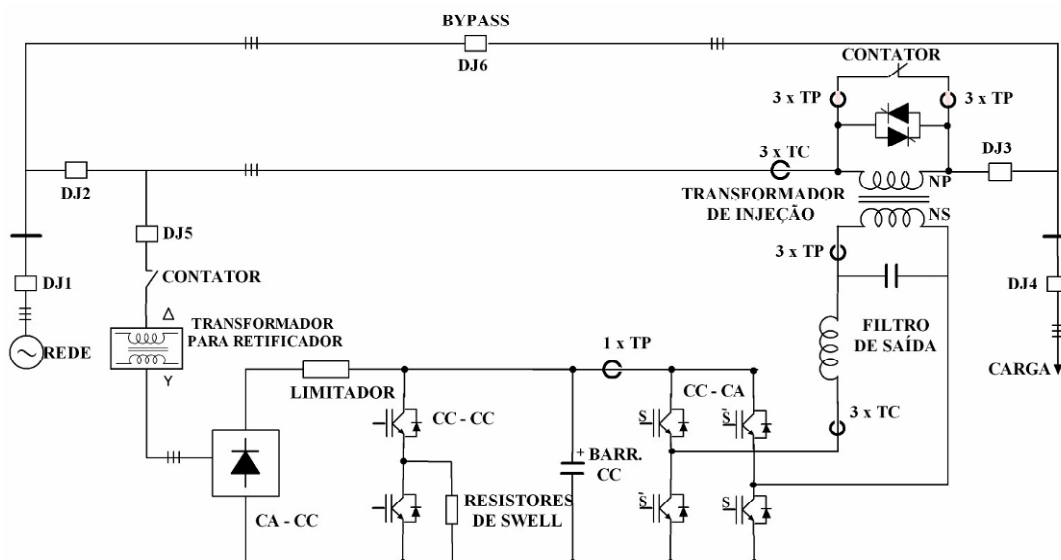 BYPASS
DJ6
CONTATOR
3 x TP
3 x TP
3 x TC
DJ3
DJ2
NP
TRANSFORMADOR
DE INJEÇÃO
NS
DJ5
3 x TP
CONTATOR
DJ1
DJ4
Δ
TRANSFORMADOR
PARA RETIFICADOR
FILTRO
DE SAÍDA
REDE
Y
1 x TP
CARGA
LIMITADOR
CC - CA
CC - CC
S
S̄
3 x TC
+ BARR.
CC
RESISTORES
DE SWELL
S̄
S
CA - CC